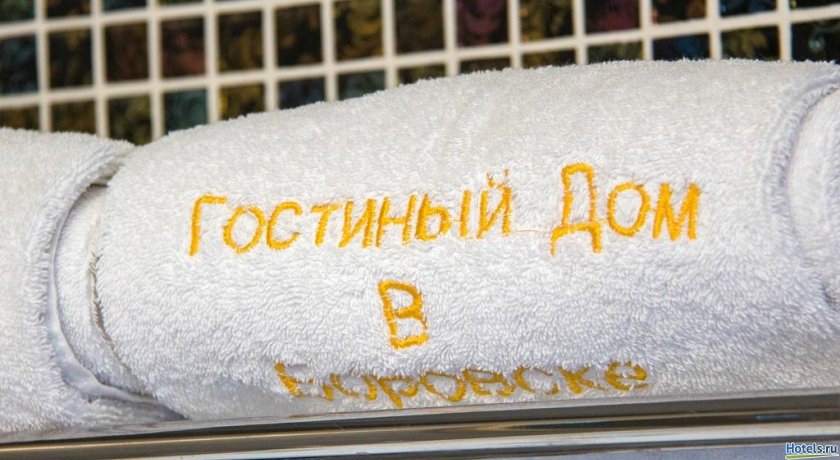 Гостиный Дом
в
Боровске
Hotels.ru